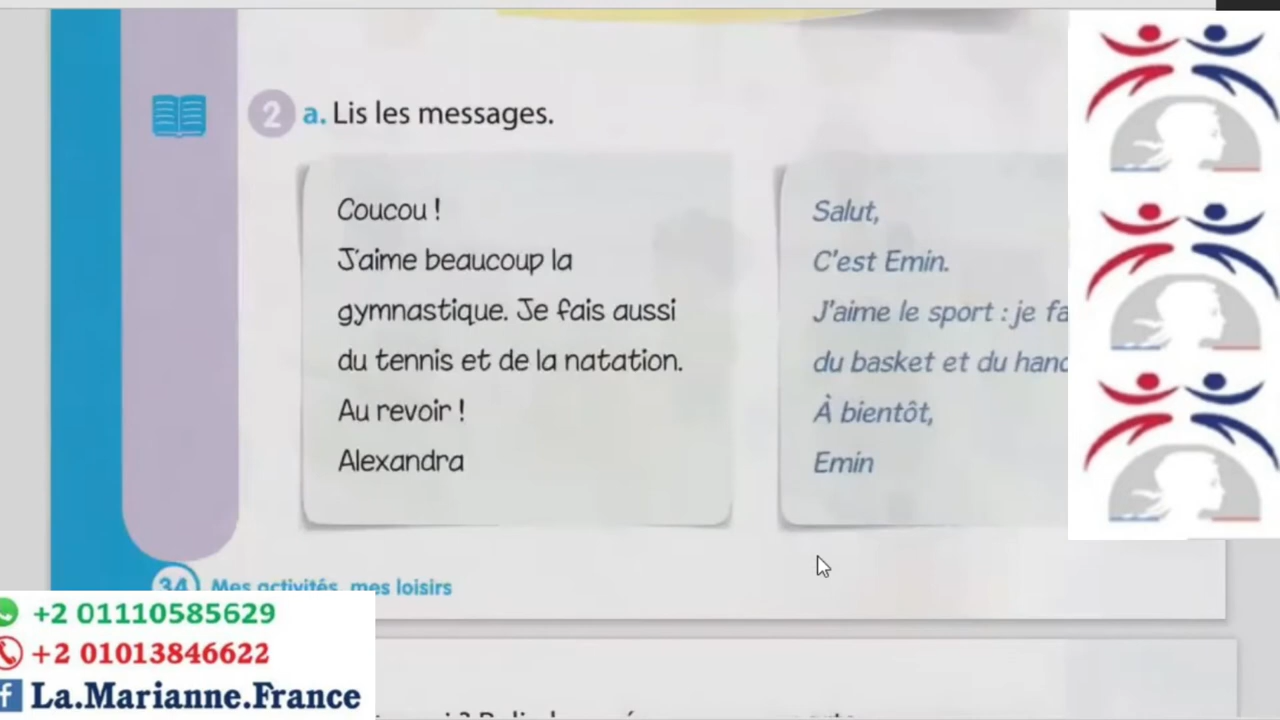 2 a. Lis les messages.
Coucou !
J'aime beaucoup la
gymnastique. Je fais aussi
du tennis et de la natation.
Au revoir !
Alexandra
Salut,
C'est Emin.
J'aime le sport : je
du basket et du
À bientôt,
Emin
34 Mes activités, mes loisirs
+2 01110585629
+2 01013846622
La.Marianne.France